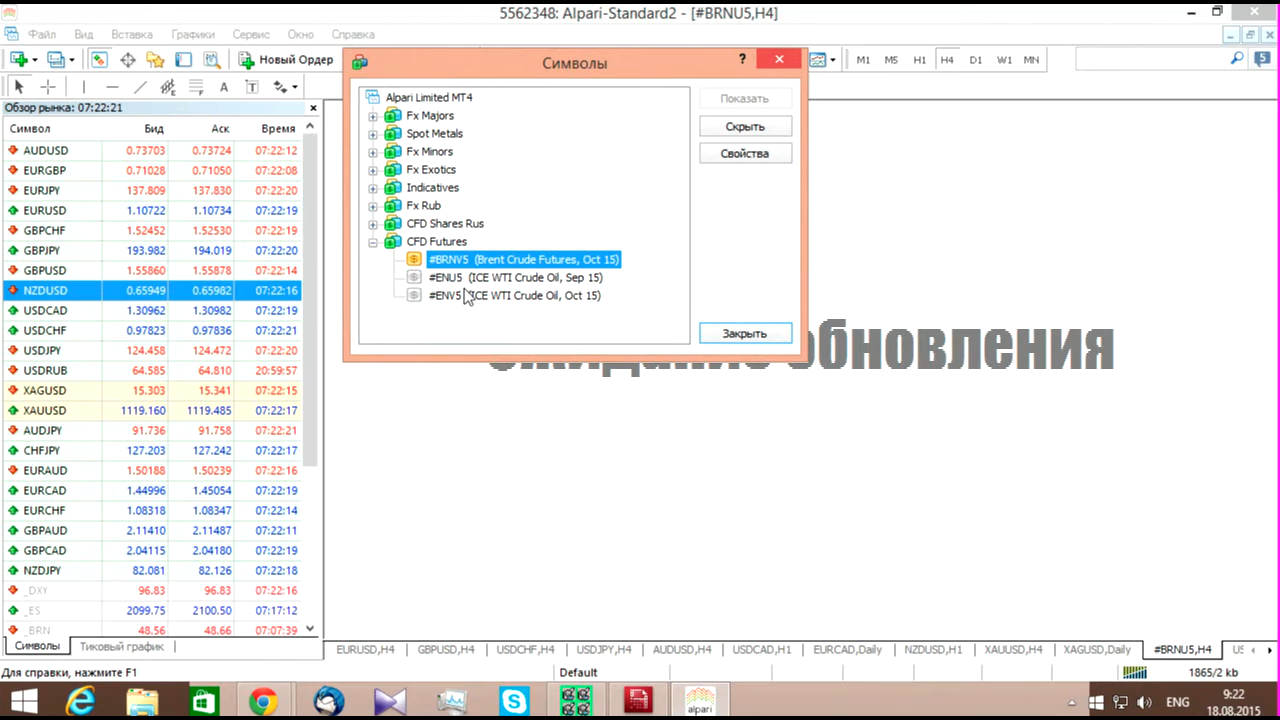 5562348: Alpari-Standard2 - [#BRNU5,H4]
Файл Вид Вставка Графики Сервис Окно Справка
Новый Ордер M1 M5 H1 H4 D1 W1 MN 5
Обзор рынка: 07:22:21
Символ Бид Аск Время
AUDUSD 0.73703 0.73724 07:22:12
EURGBP 0.71028 0.71050 07:22:08
EURJPY 137.809 137.830 07:22:20
EURUSD 1.10722 1.10734 07:22:19
GBPCHF 1.52452 1.52530 07:22:19
GBPJPY 193.982 194.019 07:22:20
GBPUSD 1.55860 1.55878 07:22:14
NZDUSD 0.65949 0.65982 07:22:16
USDCAD 1.30962 1.30982 07:22:19
USDCHF 0.97823 0.97836 07:22:21
USDJPY 124.458 124.472 07:22:20
USDRUB 64.585 64.810 20:59:57
XAGUSD 15.303 15.341 07:22:15
XAUUSD 1119.160 1119.485 07:22:17
AUDJPY 91.736 91.758 07:22:21
CHFJPY 127.203 127.242 07:22:17
EURAUD 1.50188 1.50239 07:22:16
EURCAD 1.44996 1.45054 07:22:19
EURCHF 1.08318 1.08347 07:22:14
GBPAUD 2.11410 2.11487 07:22:11
GBPCAD 2.04115 2.04180 07:22:19
NZDJPY 82.081 82.126 07:22:18
_DXY 96.83 96.83 07:22:16
_ES 2099.75 2100.50 07:17:12
_BRN 48.56 48.66 07:07:39
Символы Тиковый график
Символы
Alpari Limited MT4
Fx Majors
Spot Metals
Fx Minors
Fx Exotics
Indicatives
Fx Rub
CFD Shares Rus
CFD Futures
#BRNV5 (Brent Crude Futures, Oct 15)
#ENU5 (ICE WTI Crude Oil, Sep 15)
#ENV5 (ICE WTI Crude Oil, Oct 15)
Показать
Скрыть
Свойства
Закрыть
Ожидание обновления
EURUSD,H4 GBPUSD,H4 USDCHF,H4 USDJPY,H4 AUDUSD,H4 USDCAD,H1 EURCAD,Daily NZDUSD,H1 XAUUSD,H4 XAGUSD,Daily #BRNU5,H4
Для справки, нажмите F1 Default 1865/2 kb
alpari ENG 9:22
18.08.2015